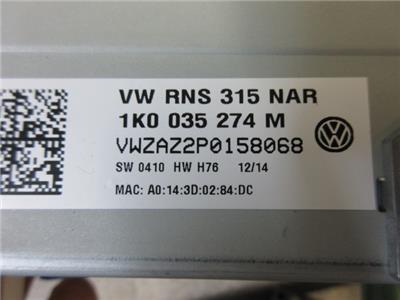 VW RNS 315 NAR
1K0 035 274 M
VWZAZ2P0158068
SW 0410 HW H76 12/14
MAC: A0:14:3D:02:84:DC